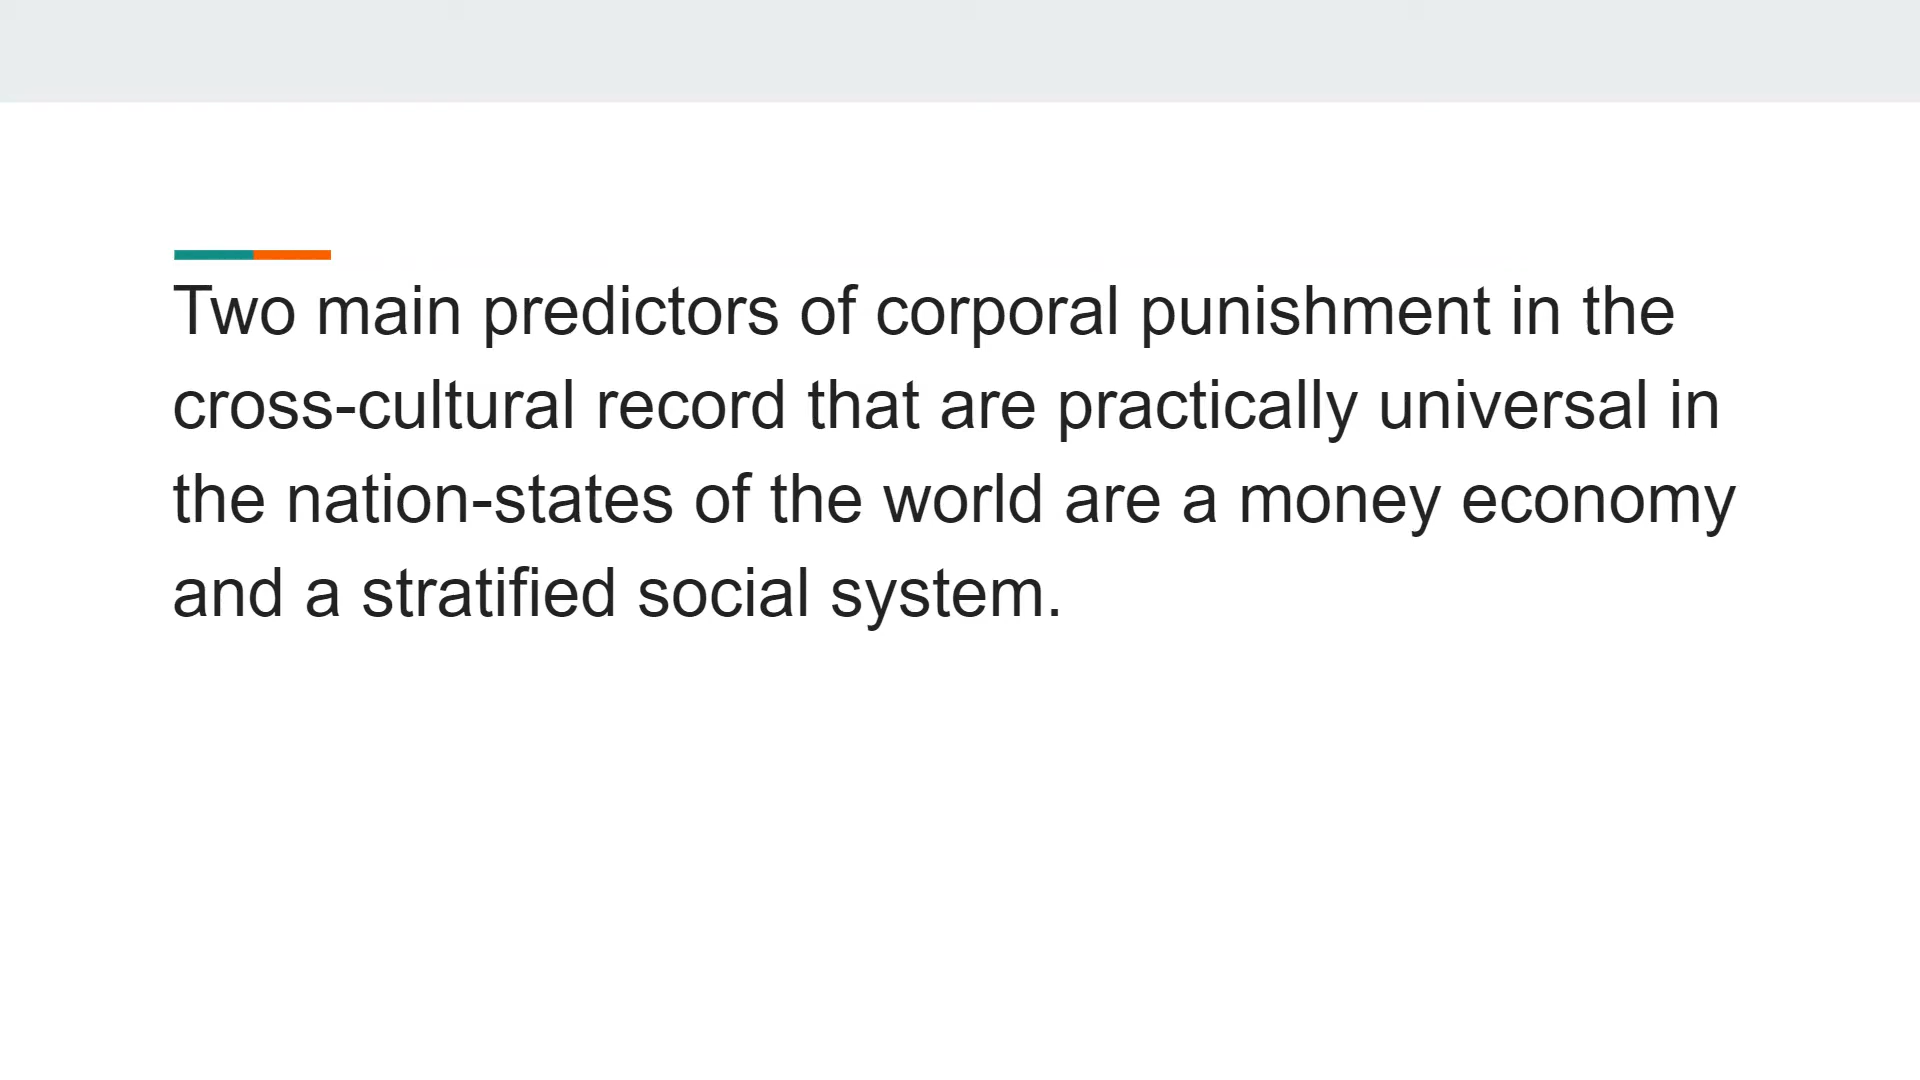 Two main predictors of corporal punishment in the
cross-cultural record that are practically universal in
the nation-states of the world are a money economy
and a stratified social system.